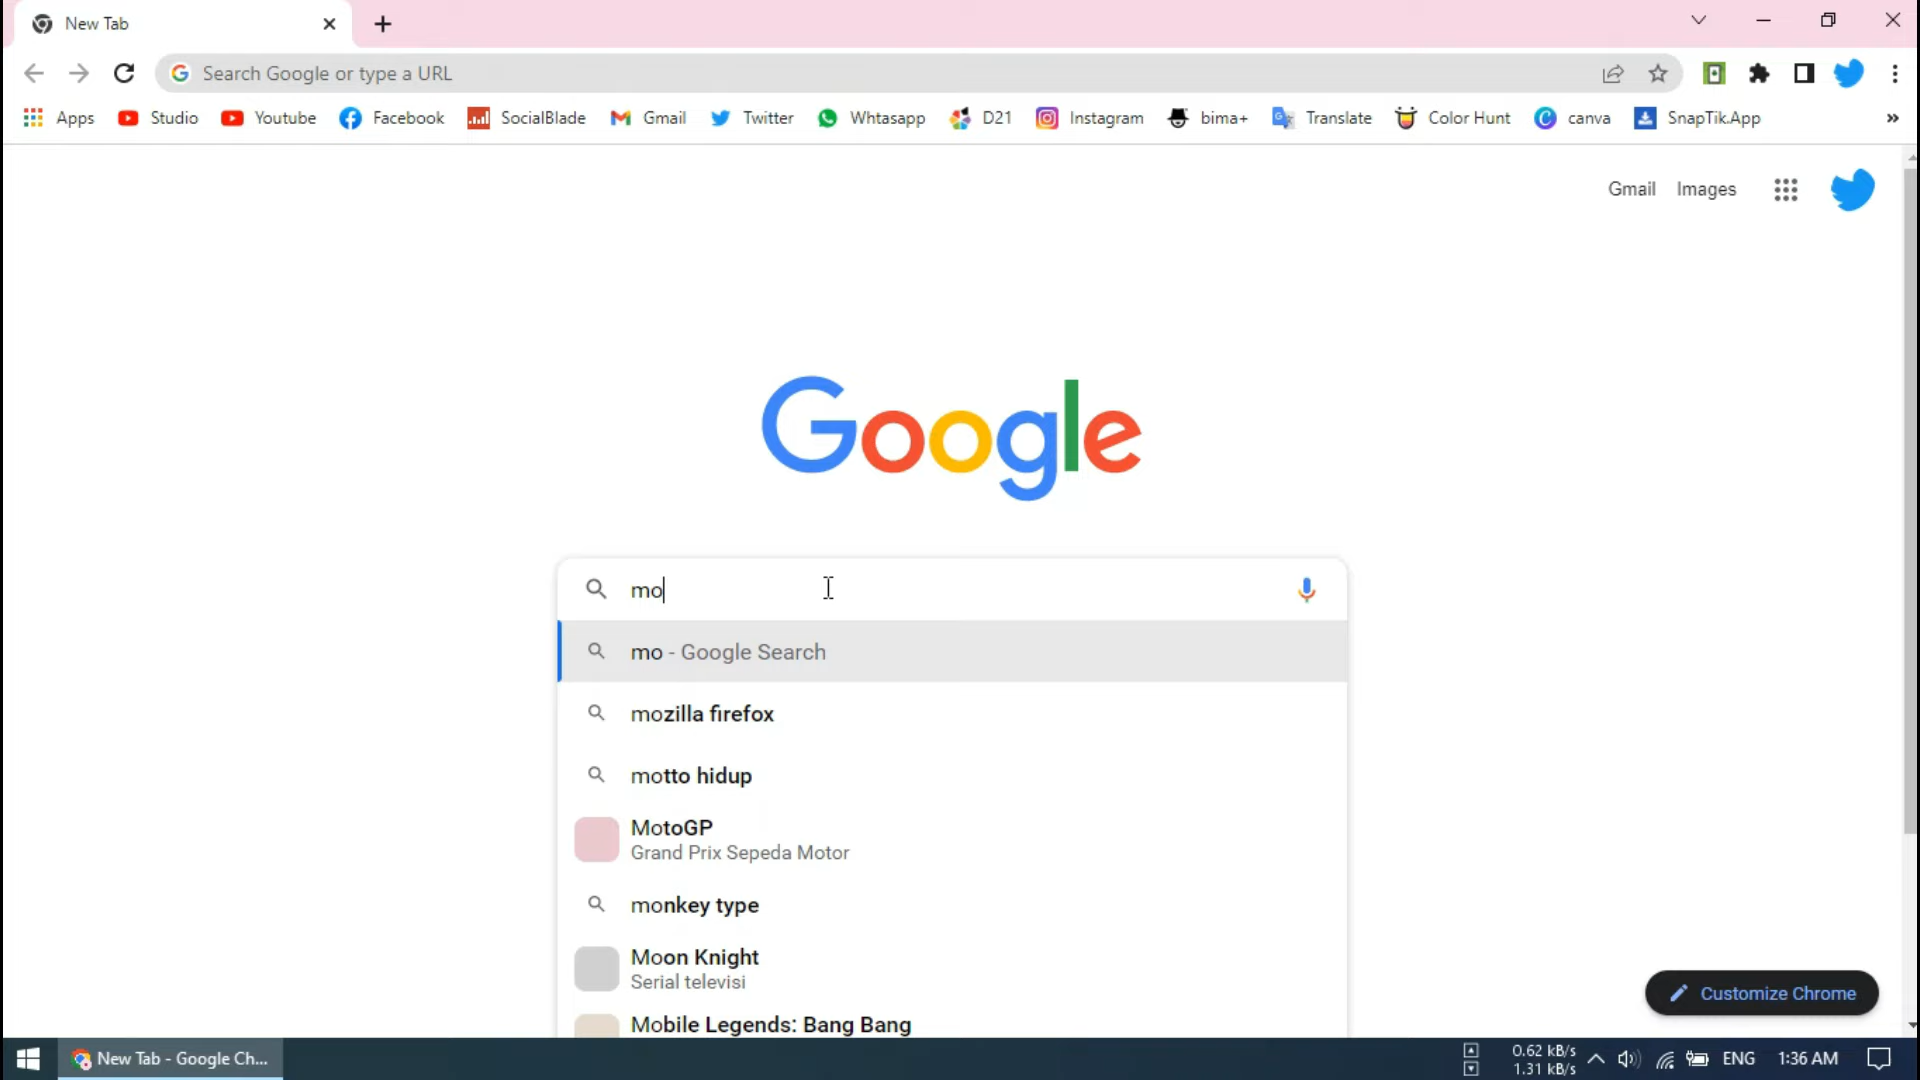 New Tab
Search Google or type a URL
Apps Studio Youtube Facebook SocialBlade Gmail Twitter Whtasapp D21 Instagram bima+ Translate Color Hunt canva SnapTik.App »
Gmail Images
Google
mo
mo - Google Search
mozilla firefox
motto hidup
MotoGP
Grand Prix Sepeda Motor
monkey type
Moon Knight
Serial televisi
Mobile Legends: Bang Bang
Customize Chrome
New Tab - Google Ch...
0.62 kB/s
1.31 kB/s
ENG 1:36 AM